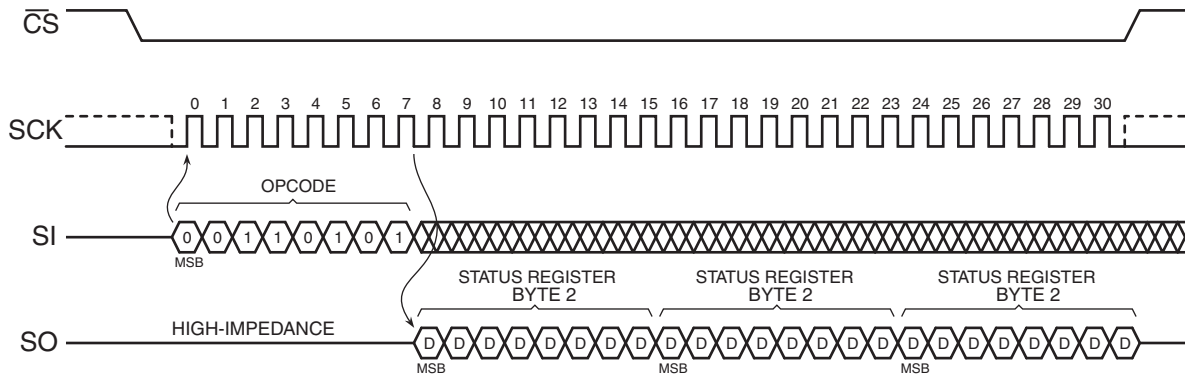 CS
0 1 2 3 4 5 6 7 8 9 10 11 12 13 14 15 16 17 18 19 20 21 22 23 24 25 26 27 28 29 30
SCK
OPCODE
SI 0 0 1 1 0 1 0 1
MSB
STATUS REGISTER BYTE 2
STATUS REGISTER BYTE 2
STATUS REGISTER BYTE 2
HIGH-IMPEDANCE
SO D D D D D D D D D D D D D D D D D D D D D D D D
MSB MSB MSB